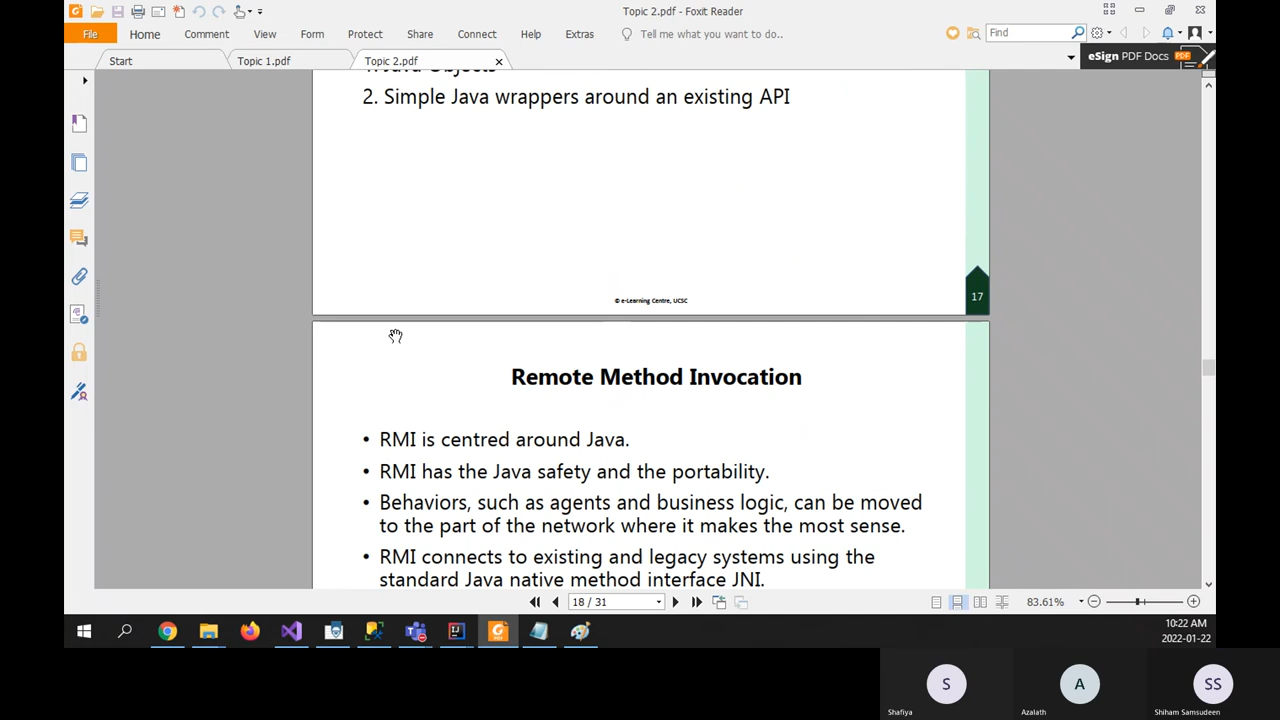 Topic 2.pdf - Foxit Reader
File Home Comment View Form Protect Share Connect Help Extras Tell me what you want to do.. Find
Start Topic 1.pdf Topic 2.pdf eSign PDF Docs PDF
1. Java Objects
2. Simple Java wrappers around an existing API
© e-Learning Centre, UCSC
17
Remote Method Invocation
• RMI is centred around Java.
• RMI has the Java safety and the portability.
• Behaviors, such as agents and business logic, can be moved
to the part of the network where it makes the most sense.
• RMI connects to existing and legacy systems using the
standard Java native method interface JNI.
18 / 31 83.61%
10:22 AM
2022-01-22
S A SS
Shafiya Azalath Shiham Samsudeen